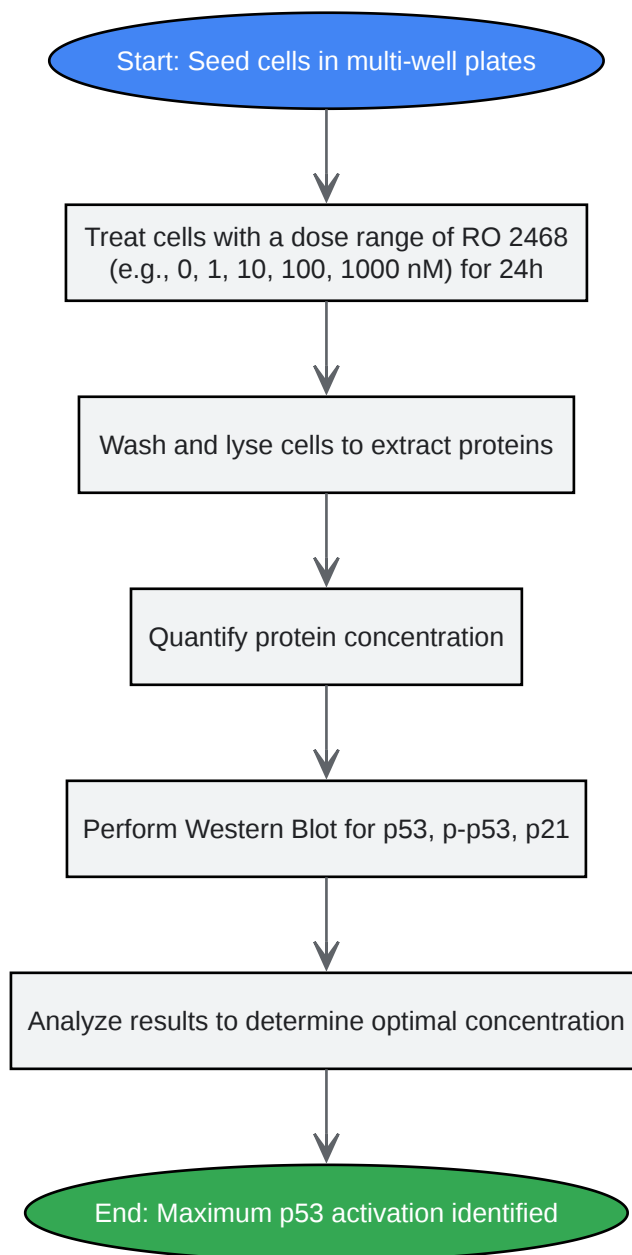 Start: Seed cells in multi-well plates
Treat cells with a dose range of RO 2468
(e.g., 0, 1, 10, 100, 1000 nM) for 24h
Wash and lyse cells to extract proteins
Quantify protein concentration
Perform Western Blot for p53, p-p53, p21
Analyze results to determine optimal concentration
End: Maximum p53 activation identified